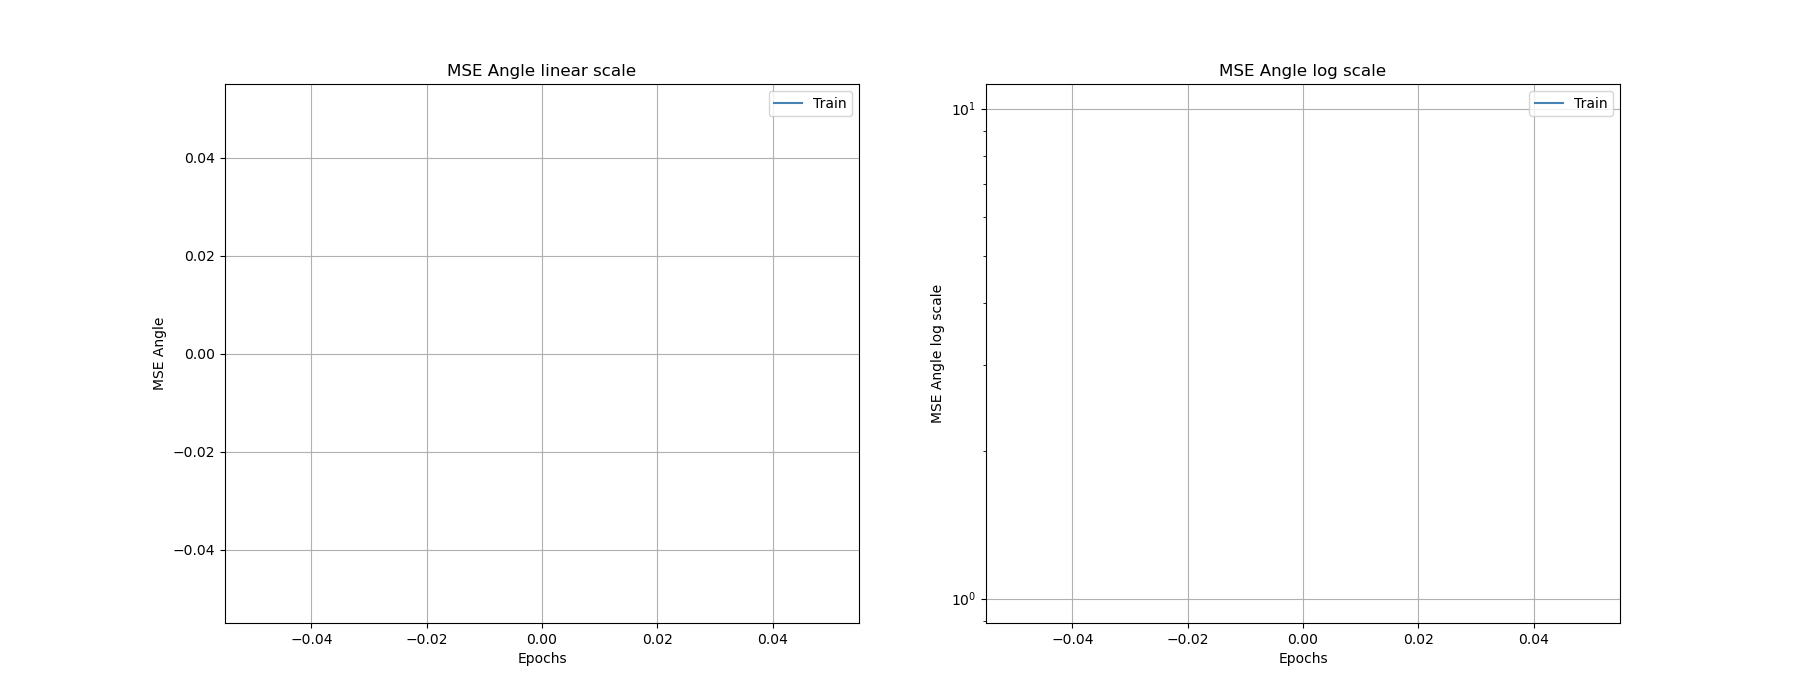 MSE Angle linear scale
Train
0.04
0.02
0.00
−0.02
−0.04
MSE Angle
−0.04 −0.02 0.00 0.02 0.04
Epochs
MSE Angle log scale
Train
10¹
10⁰
MSE Angle log scale
−0.04 −0.02 0.00 0.02 0.04
Epochs